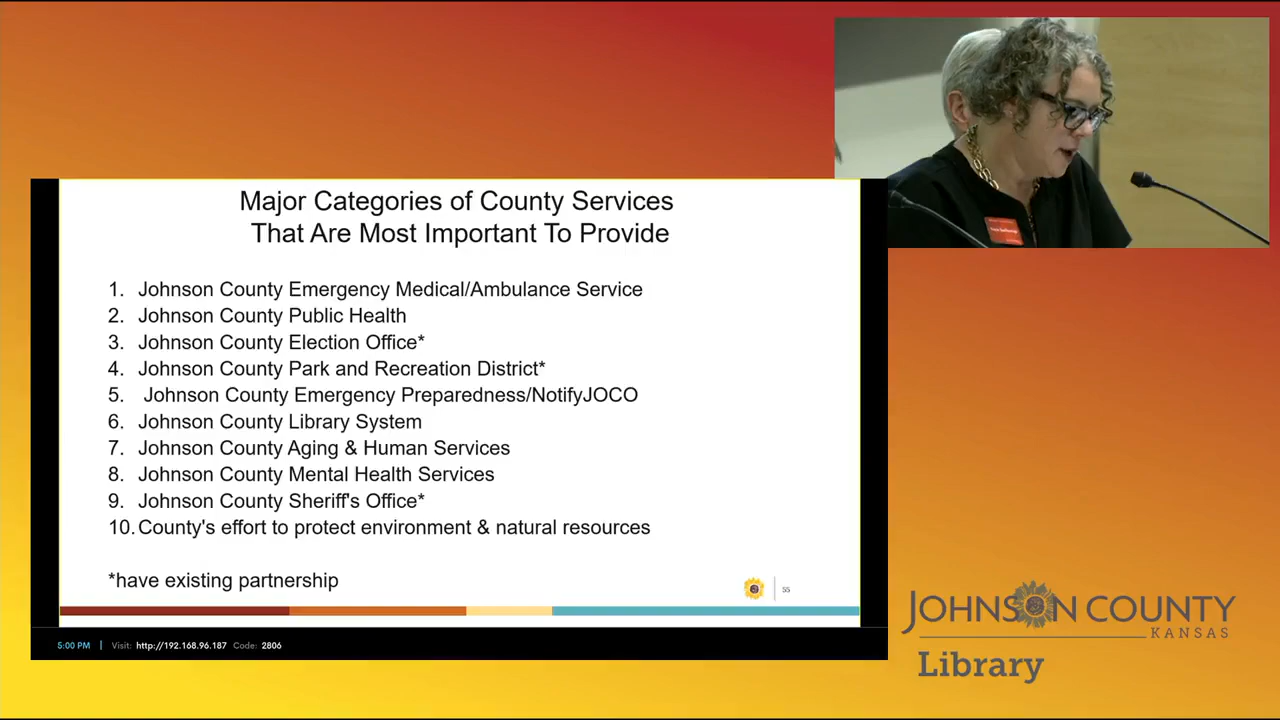 Major Categories of County Services
That Are Most Important To Provide
1. Johnson County Emergency Medical/Ambulance Service
2. Johnson County Public Health
3. Johnson County Election Office*
4. Johnson County Park and Recreation District*
5. Johnson County Emergency Preparedness/NotifyJOCO
6. Johnson County Library System
7. Johnson County Aging & Human Services
8. Johnson County Mental Health Services
9. Johnson County Sheriff's Office*
10. County's effort to protect environment & natural resources
*have existing partnership
55
5:00 PM | Visit: http://192.168.96.187 Code: 2806
JOHNSON COUNTY
KANSAS
Library